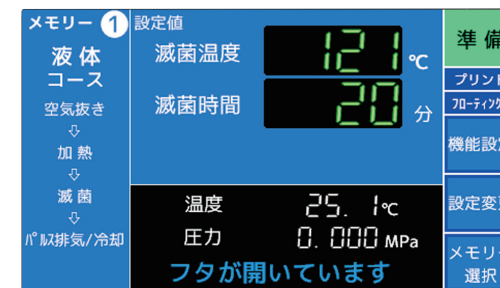 メモリー 1
液体
コース
空気抜き
⇩
加熱
⇩
滅菌
⇩
パルス排気/冷却
設定値
滅菌温度 121 ℃
滅菌時間 20 分
温度 25.1℃
圧力 0.000 MPa
フタが開いています
準備
プリント
フローティング
機能設定
設定変更
メモリー
選択